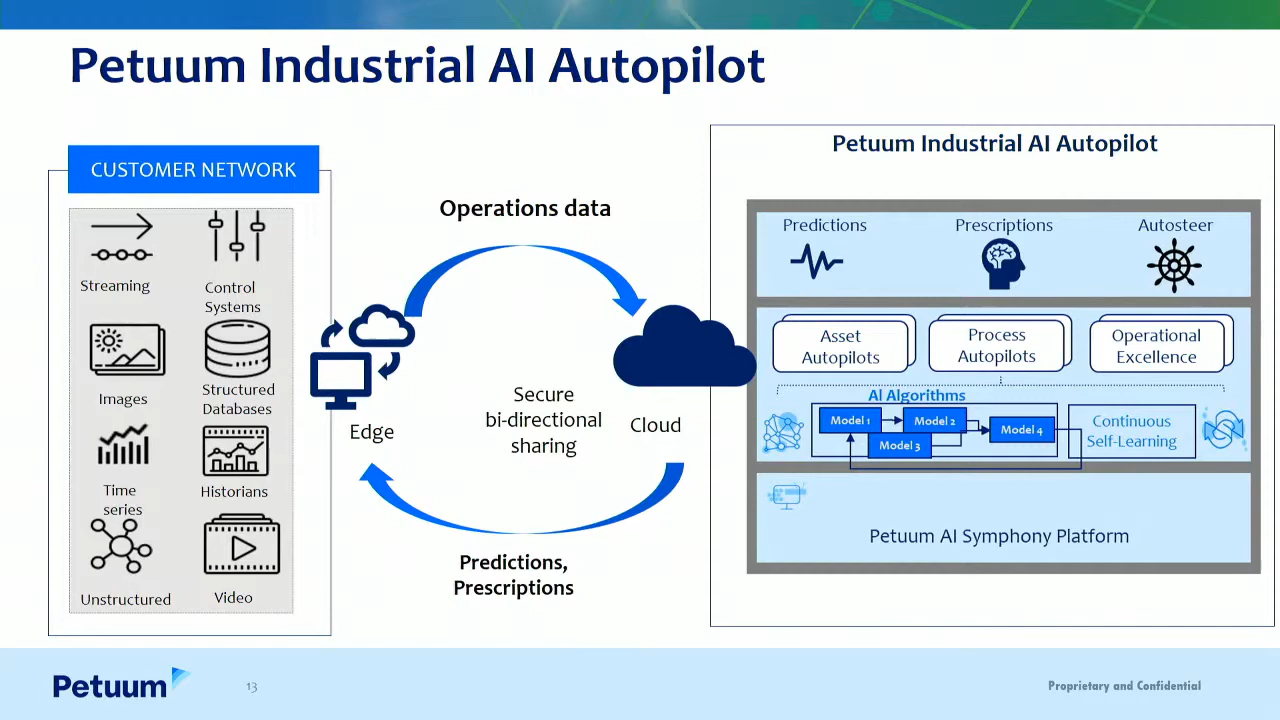 Petuum Industrial AI Autopilot
CUSTOMER NETWORK
Streaming
Control
Systems
Images
Structured
Databases
Time
series
Historians
Unstructured
Video
Operations data
Edge
Secure
bi-directional
sharing
Cloud
Predictions,
Prescriptions
Petuum Industrial AI Autopilot
Predictions
Prescriptions
Autosteer
Asset
Autopilots
Process
Autopilots
Operational
Excellence
AI Algorithms
Model 1
Model 2
Model 3
Model 4
Continuous
Self-Learning
Petuum AI Symphony Platform
Petuum
13
Proprietary and Confidential